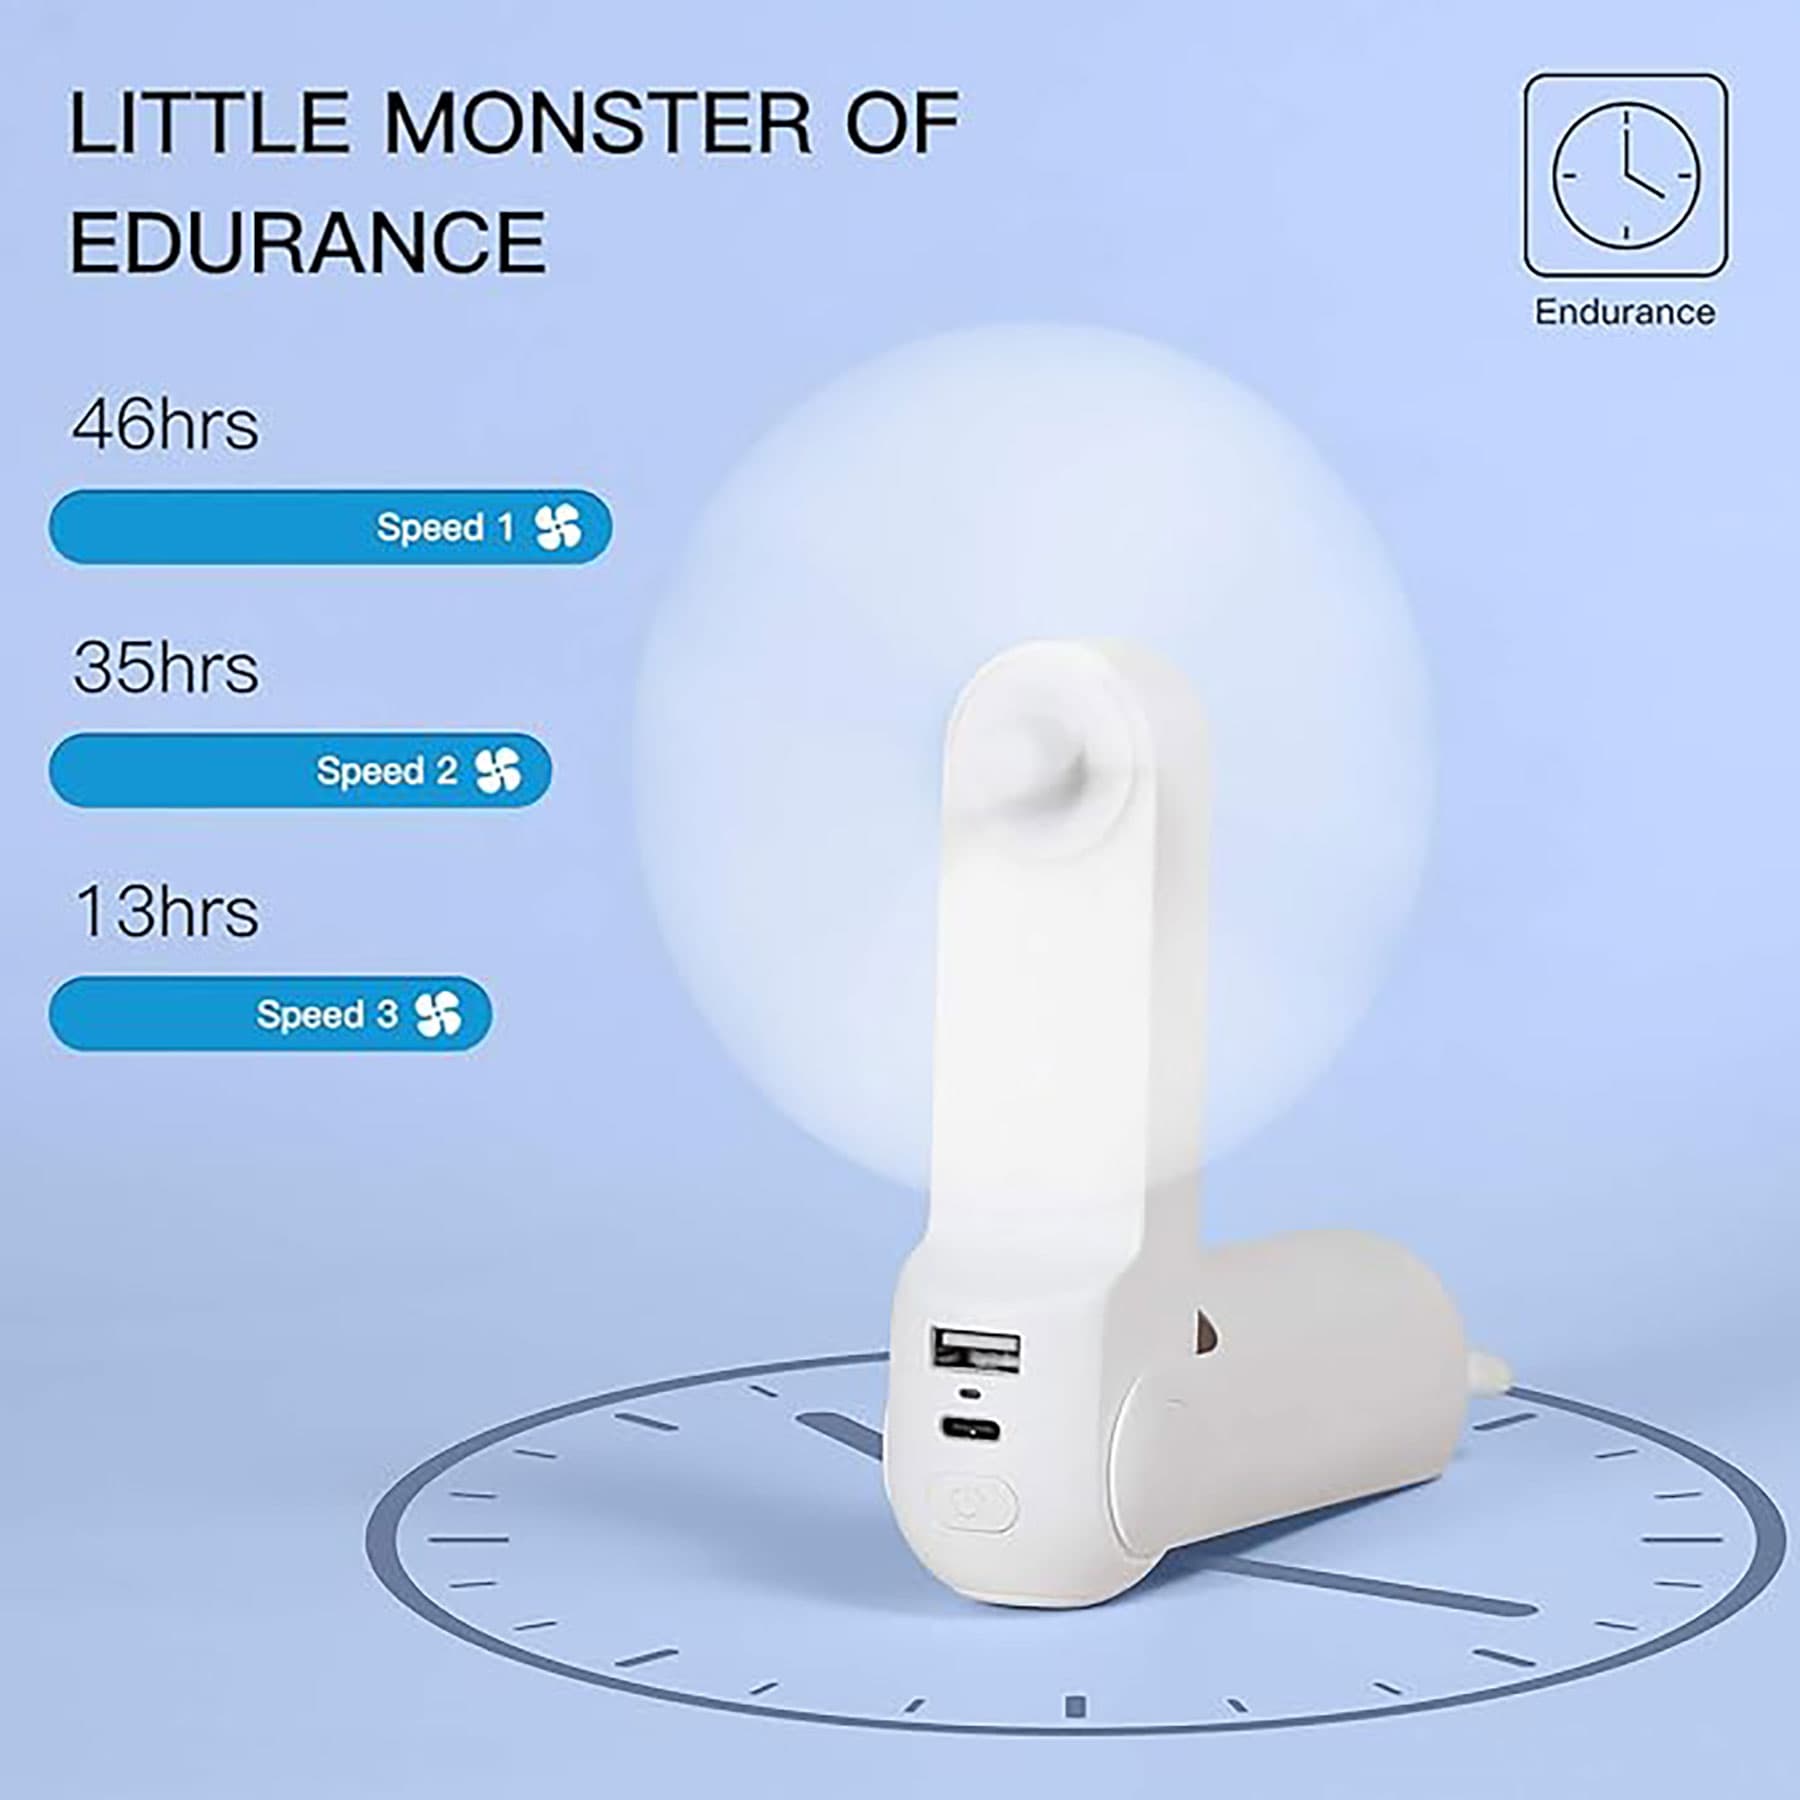 LITTLE MONSTER OF
EDURANCE
Endurance
46hrs
Speed 1
35hrs
Speed 2
13hrs
Speed 3